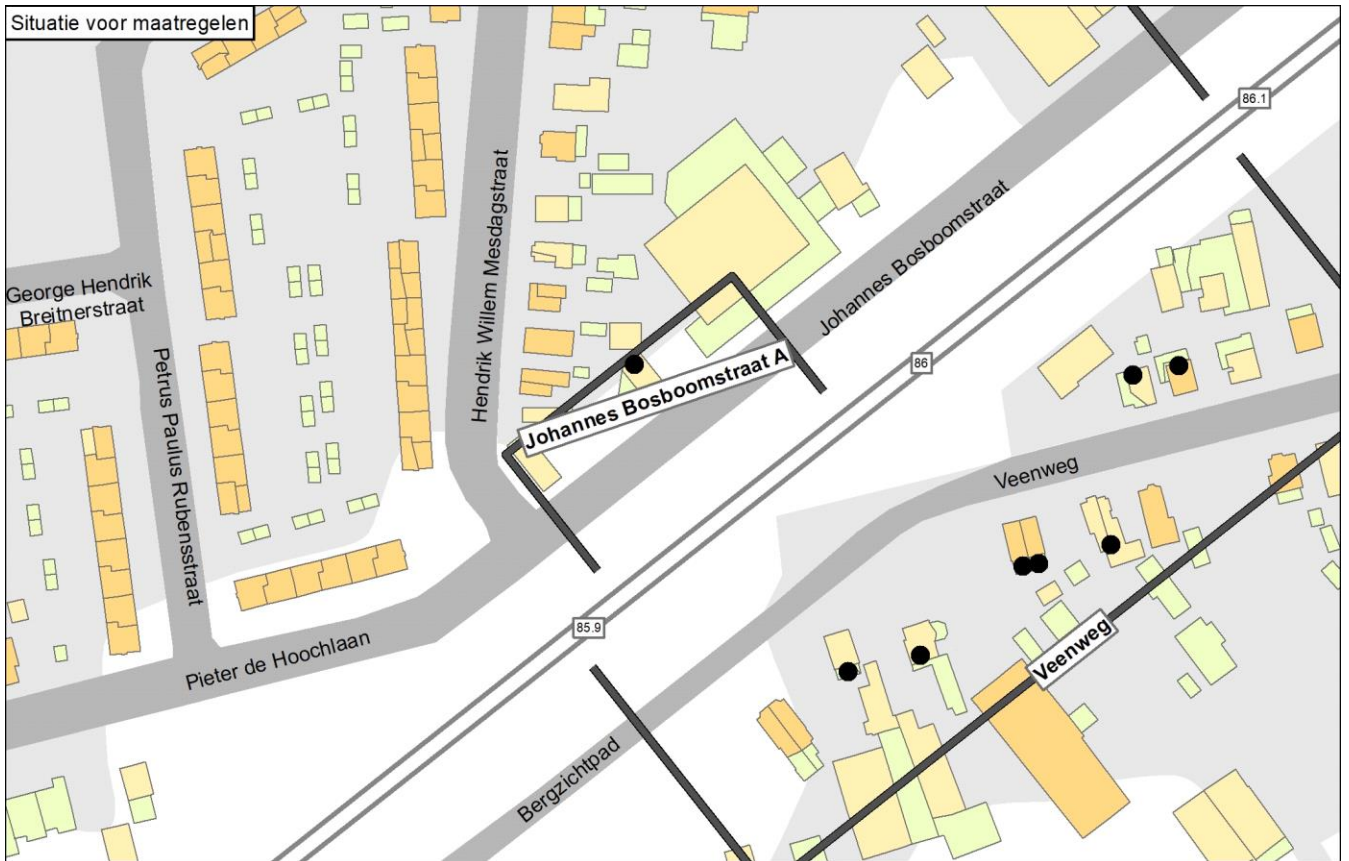 Situatie voor maatregelen
86.1
Hendrik Willem Mesdagstraat
Johannes Bosboomstraat
George Hendrik
Breitnerstraat
Petrus Paulus Rubensstraat
Johannes Bosboomstraat A
86
Veenweg
85.9
Veenweg
Pieter de Hoochlaan
Bergzichtpad